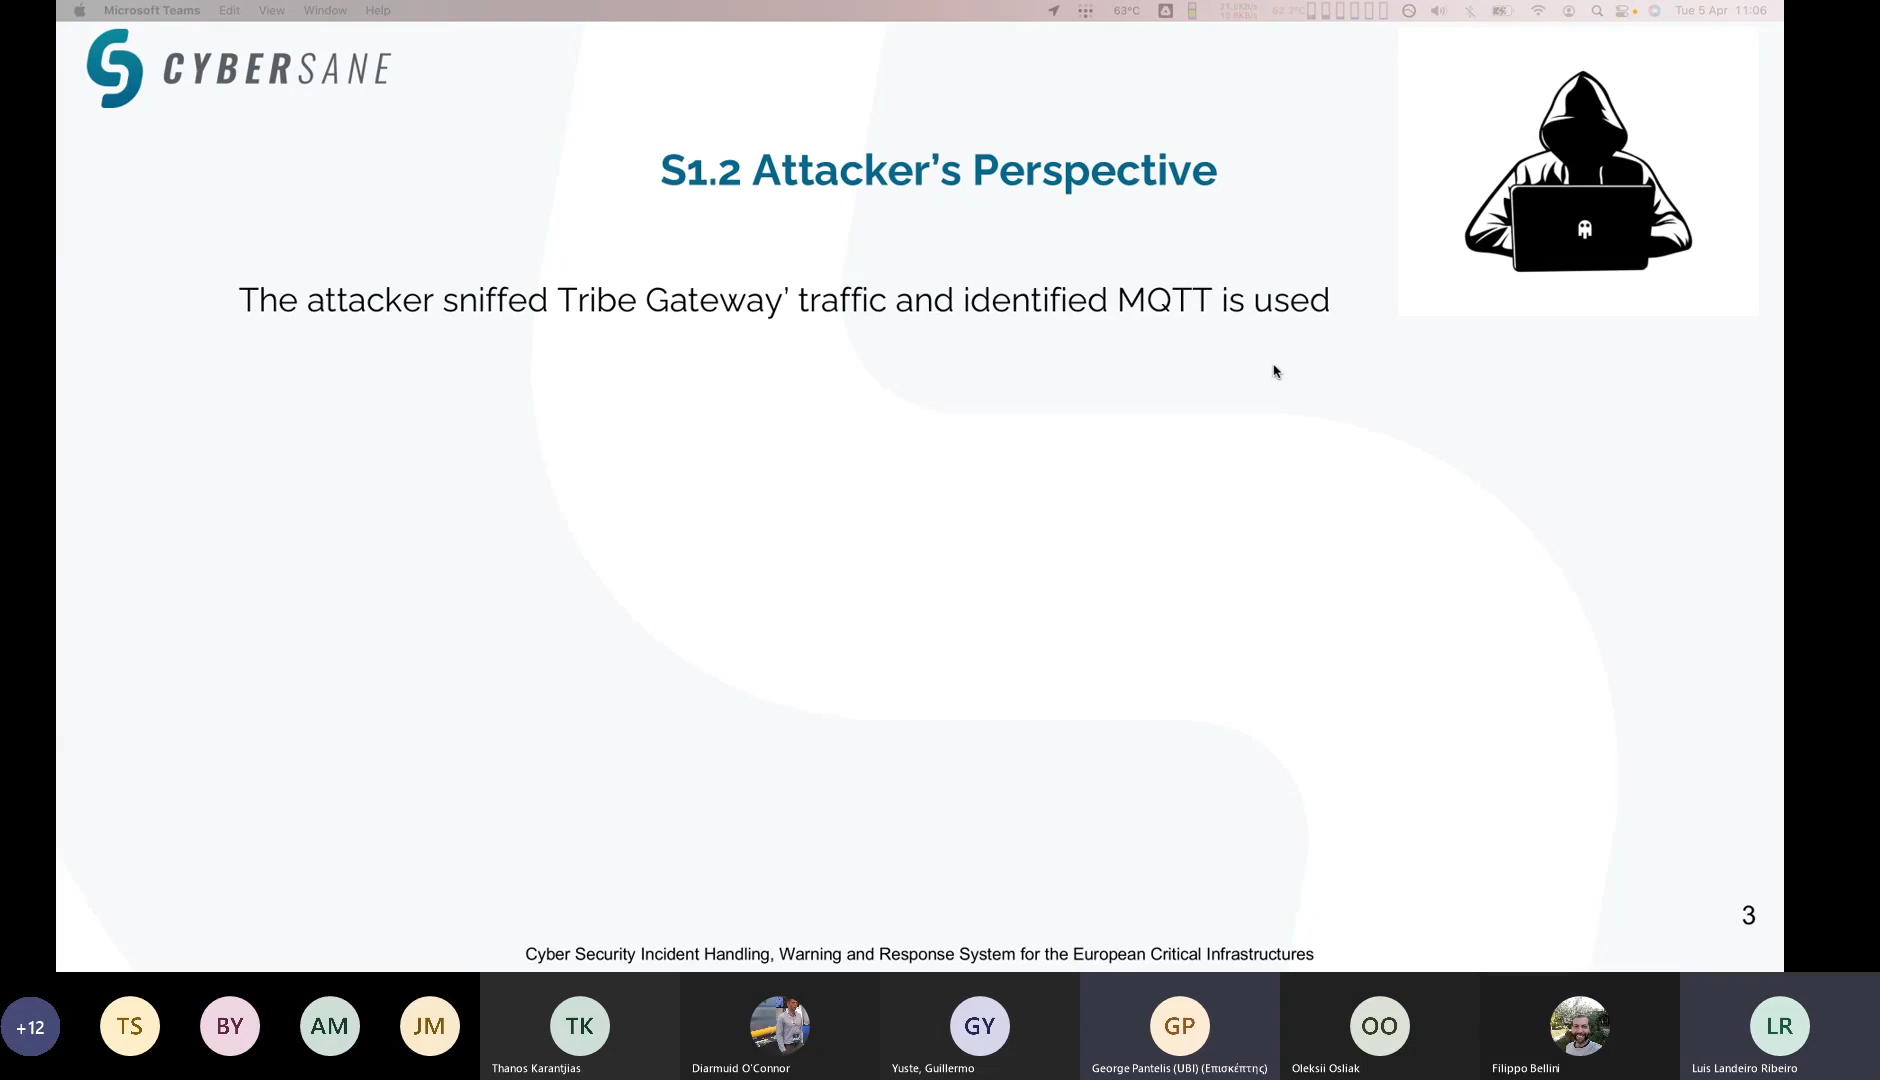 Microsoft Teams Edit View Window Help
63°C
Tue 5 Apr 11:06
CYBERSANE
S1.2 Attacker’s Perspective
The attacker sniffed Tribe Gateway’ traffic and identified MQTT is used
3
Cyber Security Incident Handling, Warning and Response System for the European Critical Infrastructures
+12
TS
BY
AM
JM
TK
GY
GP
OO
LR
Thanos Karantjias
Diarmuid O'Connor
Yuste, Guillermo
George Pantelis (UBI) (Επισκέπτης)
Oleksii Osliak
Filippo Bellini
Luis Landeiro Ribeiro